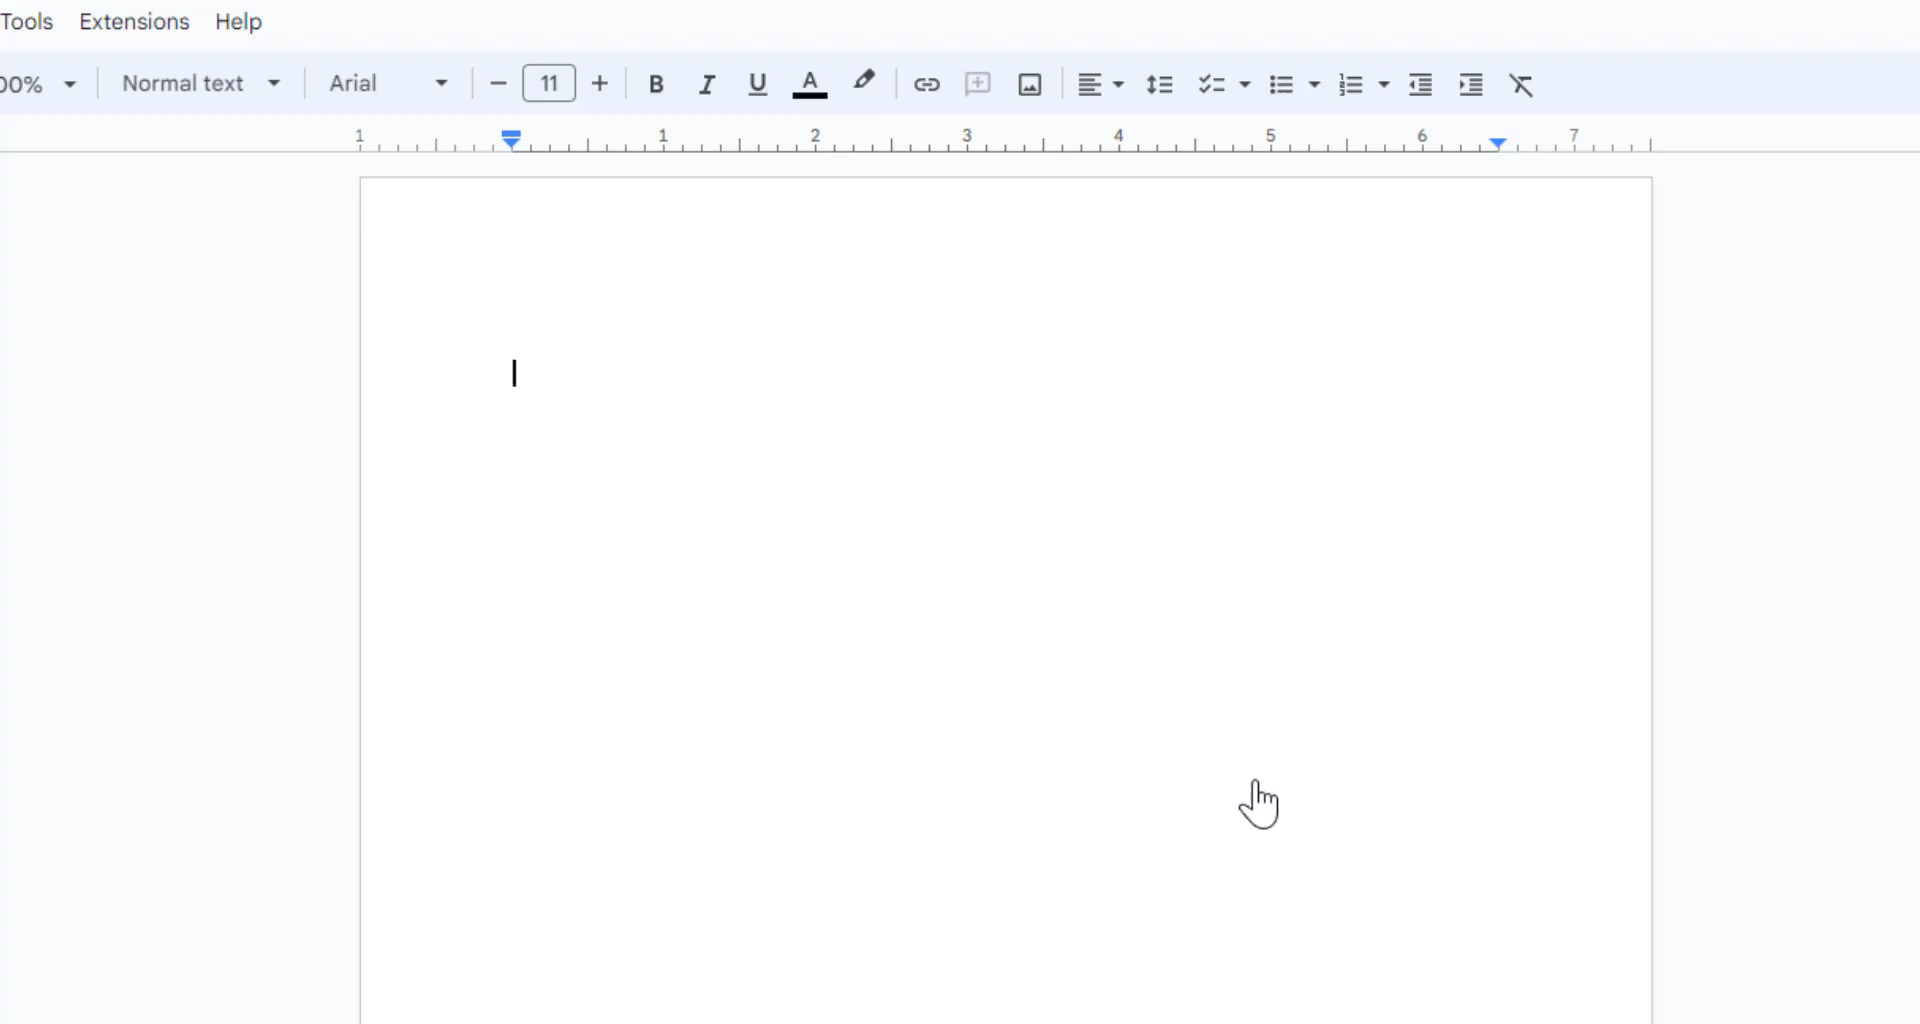 Tools Extensions Help
00% Normal text Arial 11 B I U A
1 1 2 3 4 5 6 7